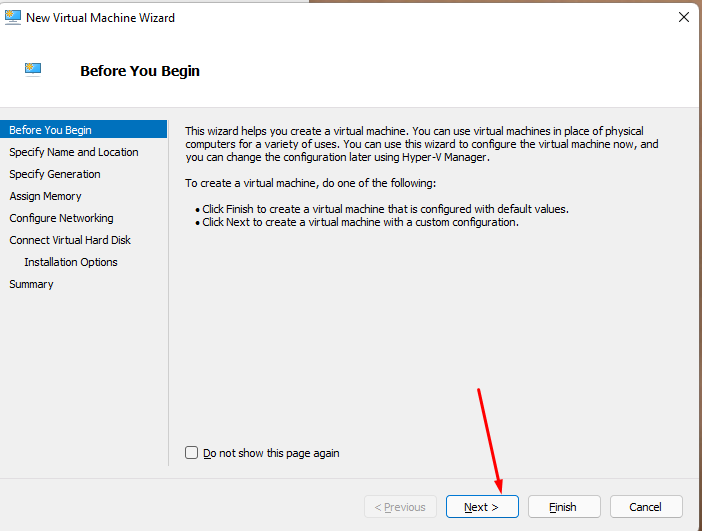 New Virtual Machine Wizard
Before You Begin
Before You Begin
Specify Name and Location
Specify Generation
Assign Memory
Configure Networking
Connect Virtual Hard Disk
Installation Options
Summary
This wizard helps you create a virtual machine. You can use virtual machines in place of physical
computers for a variety of uses. You can use this wizard to configure the virtual machine now, and
you can change the configuration later using Hyper-V Manager.
To create a virtual machine, do one of the following:
• Click Finish to create a virtual machine that is configured with default values.
• Click Next to create a virtual machine with a custom configuration.
Do not show this page again
< Previous
Next >
Finish
Cancel